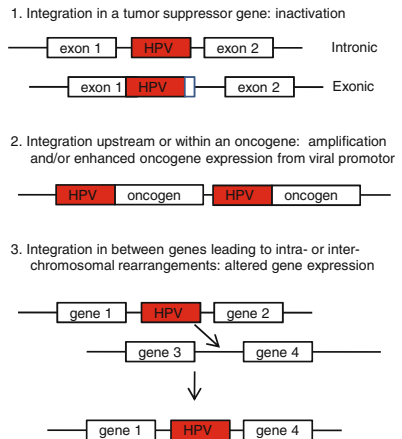 1. Integration in a tumor suppressor gene: inactivation
exon 1 HPV exon 2 Intronic
exon 1 HPV exon 2 Exonic
2. Integration upstream or within an oncogene: amplification
and/or enhanced oncogene expression from viral promotor
HPV oncogen HPV oncogen
3. Integration in between genes leading to intra- or inter-
chromosomal rearrangements: altered gene expression
gene 1 HPV gene 2
gene 3 gene 4
gene 1 HPV gene 4